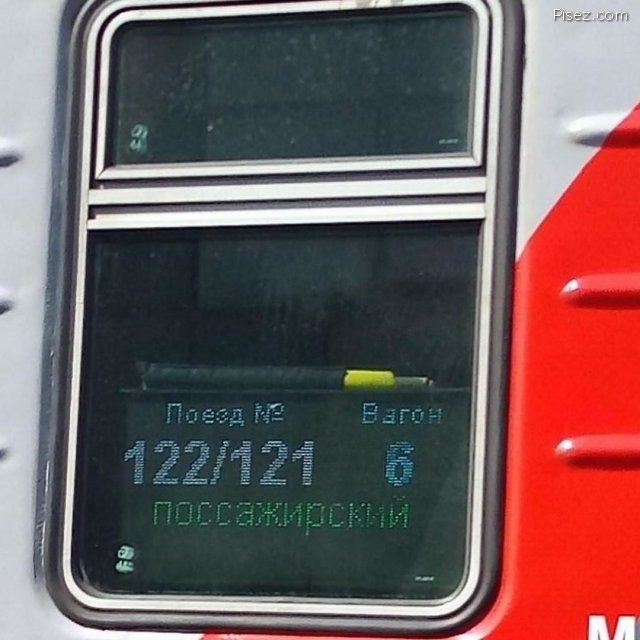 Pisez.com
Поезд № Вагон
122/121 6
поссажирский
М